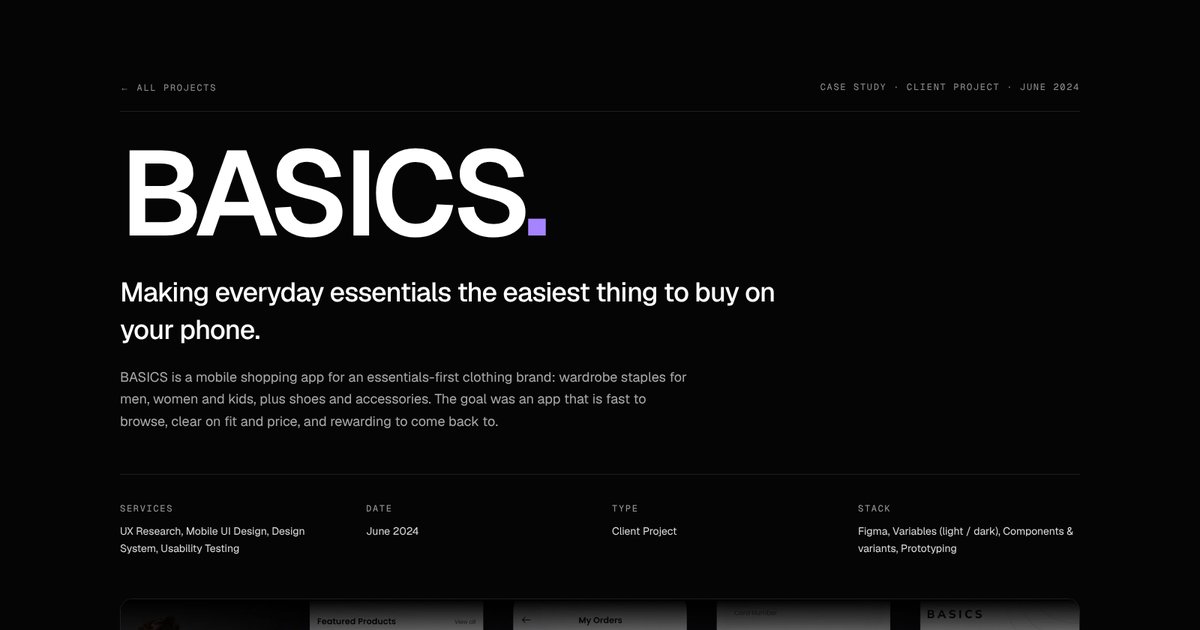 ← ALL PROJECTS
CASE STUDY · CLIENT PROJECT · JUNE 2024
BASICS.
Making everyday essentials the easiest thing to buy on
your phone.
BASICS is a mobile shopping app for an essentials-first clothing brand: wardrobe staples for
men, women and kids, plus shoes and accessories. The goal was an app that is fast to
browse, clear on fit and price, and rewarding to come back to.
SERVICES
UX Research, Mobile UI Design, Design
System, Usability Testing
DATE
June 2024
TYPE
Client Project
STACK
Figma, Variables (light / dark), Components &
variants, Prototyping
Featured Products
View all
←
My Orders
Card Number
BASICS